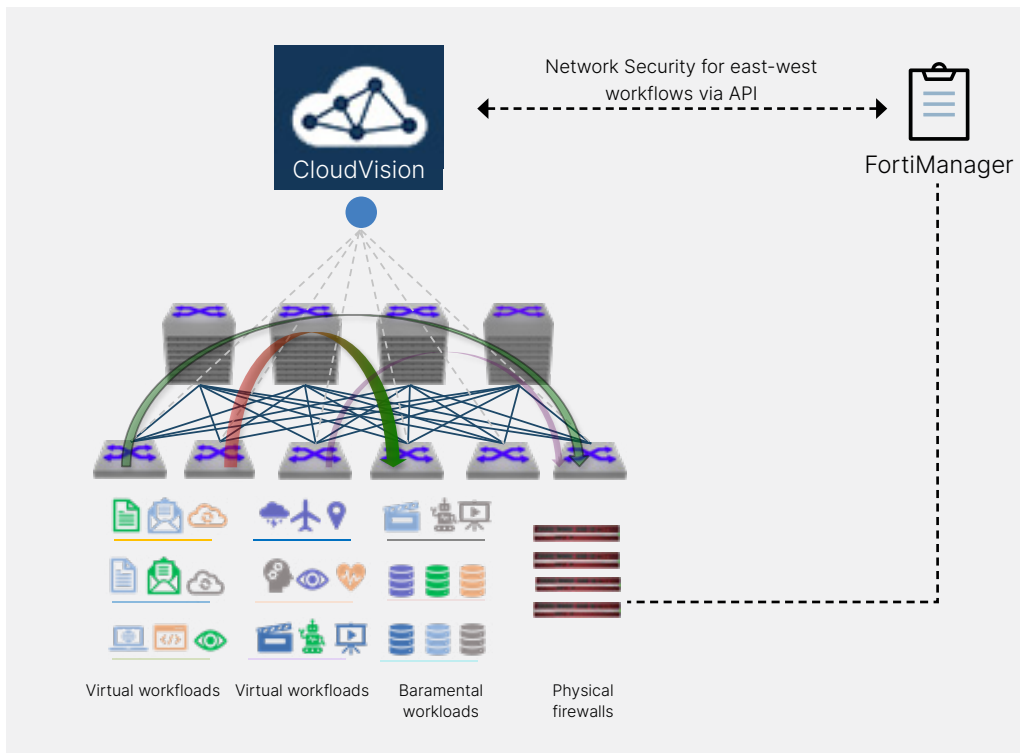 Network Security for east-west
workflows via API
CloudVision
FortiManager
Virtual workfloads
Virtual workfloads
Baramental
workloads
Physical
firewalls